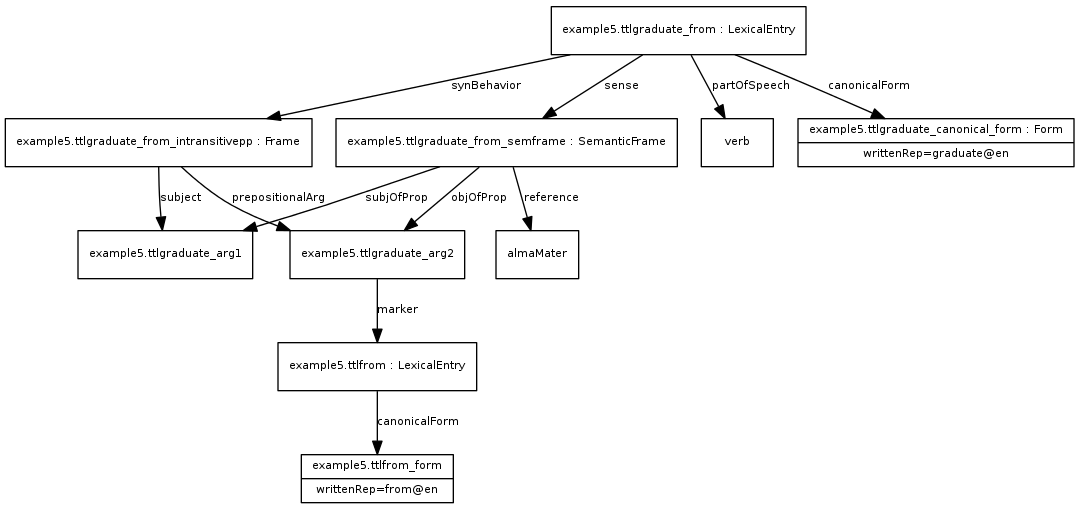 example5.ttlgraduate_from : LexicalEntry
synBehavior
sense
partOfSpeech
canonicalForm
example5.ttlgraduate_from_intransitivepp : Frame
example5.ttlgraduate_from_semframe : SemanticFrame
verb
example5.ttlgraduate_canonical_form : Form
writtenRep=graduate@en
subject
prepositionalArg
subjOfProp
objOfProp
reference
example5.ttlgraduate_arg1
example5.ttlgraduate_arg2
almaMater
marker
example5.ttlfrom : LexicalEntry
canonicalForm
example5.ttlfrom_form
writtenRep=from@en